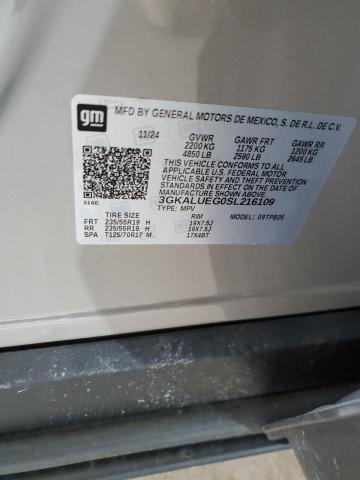 gm MFD BY GENERAL MOTORS DE MEXICO, S. DE R.L. DE C.V.
11/24 GVWR GAWR FRT GAWR RR
2200 KG 1175 KG 1200 KG
4850 LB 2590 LB 2645 LB
THIS VEHICLE CONFORMS TO ALL
APPLICABLE U.S. FEDERAL MOTOR
VEHICLE SAFETY, BUMPER, AND
THEFT PREVENTION STANDARDS IN
EFFECT ON THE DATE OF
MANUFACTURE SHOWN ABOVE.
3GKALUEG0SL216109
316E TYPE: MPV MODEL: 09TPB26
TIRE SIZE RIM
FRT 235/55R19 H 19X7.5J
RR 235/55R19 H 19X7.5J
SPA T125/70R17 M 17X4BT